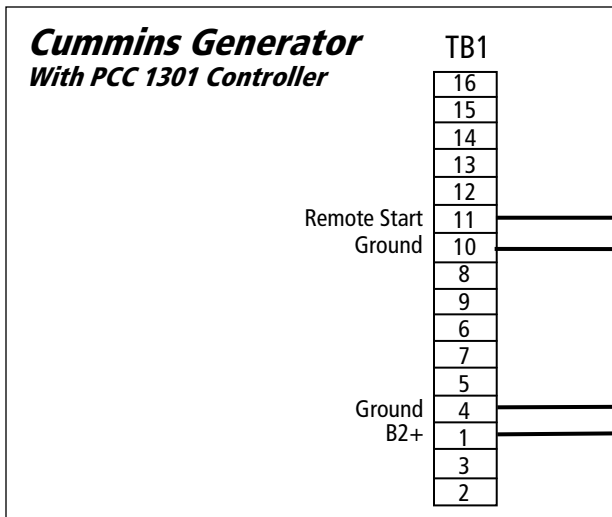 Cummins Generator
With PCC 1301 Controller
TB1
16
15
14
13
12
Remote Start 11
Ground 10
8
9
6
7
5
Ground 4
B2+ 1
3
2